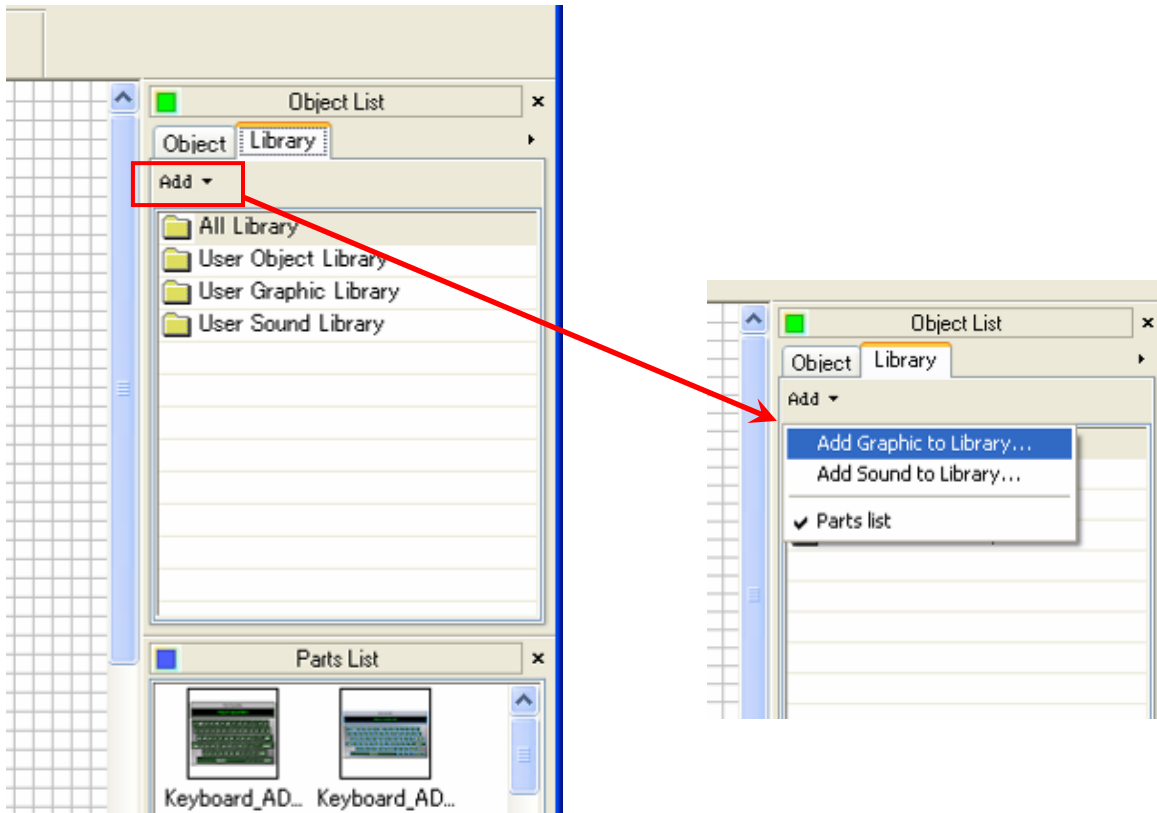 Object List
Object Library
Add
All Library
User Object Library
User Graphic Library
User Sound Library
Parts List
Keyboard_AD... Keyboard_AD...
Object List
Object Library
Add
Add Graphic to Library...
Add Sound to Library...
Parts list